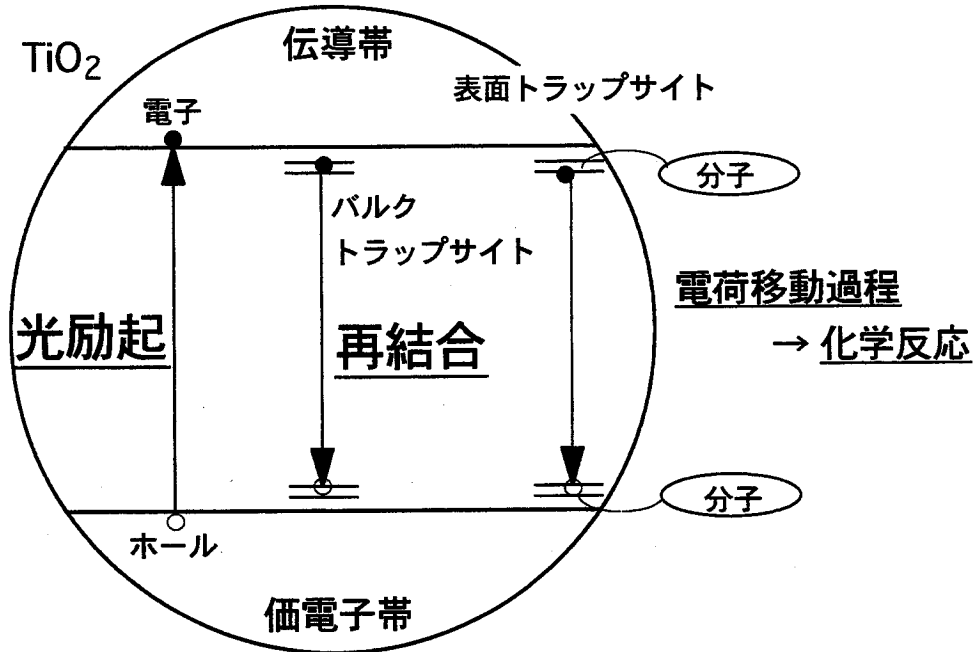 TiO₂
伝導帯
表面トラップサイト
電子
分子
バルク
トラップサイト
電荷移動過程
光励起
再結合
→ 化学反応
分子
ホール
価電子帯